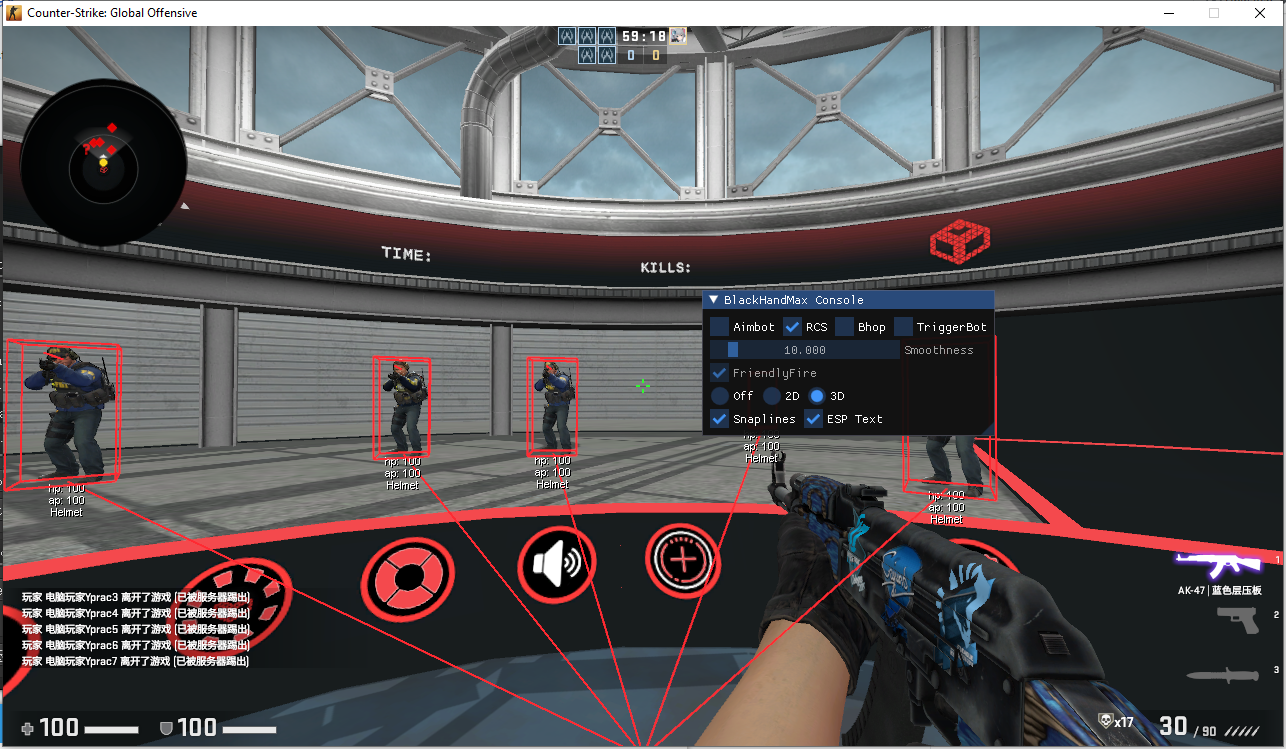 Counter-Strike: Global Offensive
59:18
0 0
TIME:
KILLS:
BlackHandMax Console
Aimbot RCS Bhop TriggerBot
10.000 Smoothness
FriendlyFire
Off 2D 3D
Snaplines ESP Text
hp: 100
ap: 100
Helmet
hp: 100
ap: 100
Helmet
hp: 100
ap: 100
Helmet
hp: 100
ap: 100
Helmet
hp: 100
ap: 100
Helmet
1
AK-47 | 蓝色层压板
2
3
玩家 电脑玩家Yprac3 离开了游戏 (已被服务器踢出)
玩家 电脑玩家Yprac4 离开了游戏 (已被服务器踢出)
玩家 电脑玩家Yprac5 离开了游戏 (已被服务器踢出)
玩家 电脑玩家Yprac6 离开了游戏 (已被服务器踢出)
玩家 电脑玩家Yprac7 离开了游戏 (已被服务器踢出)
100 100
x17
30 / 90